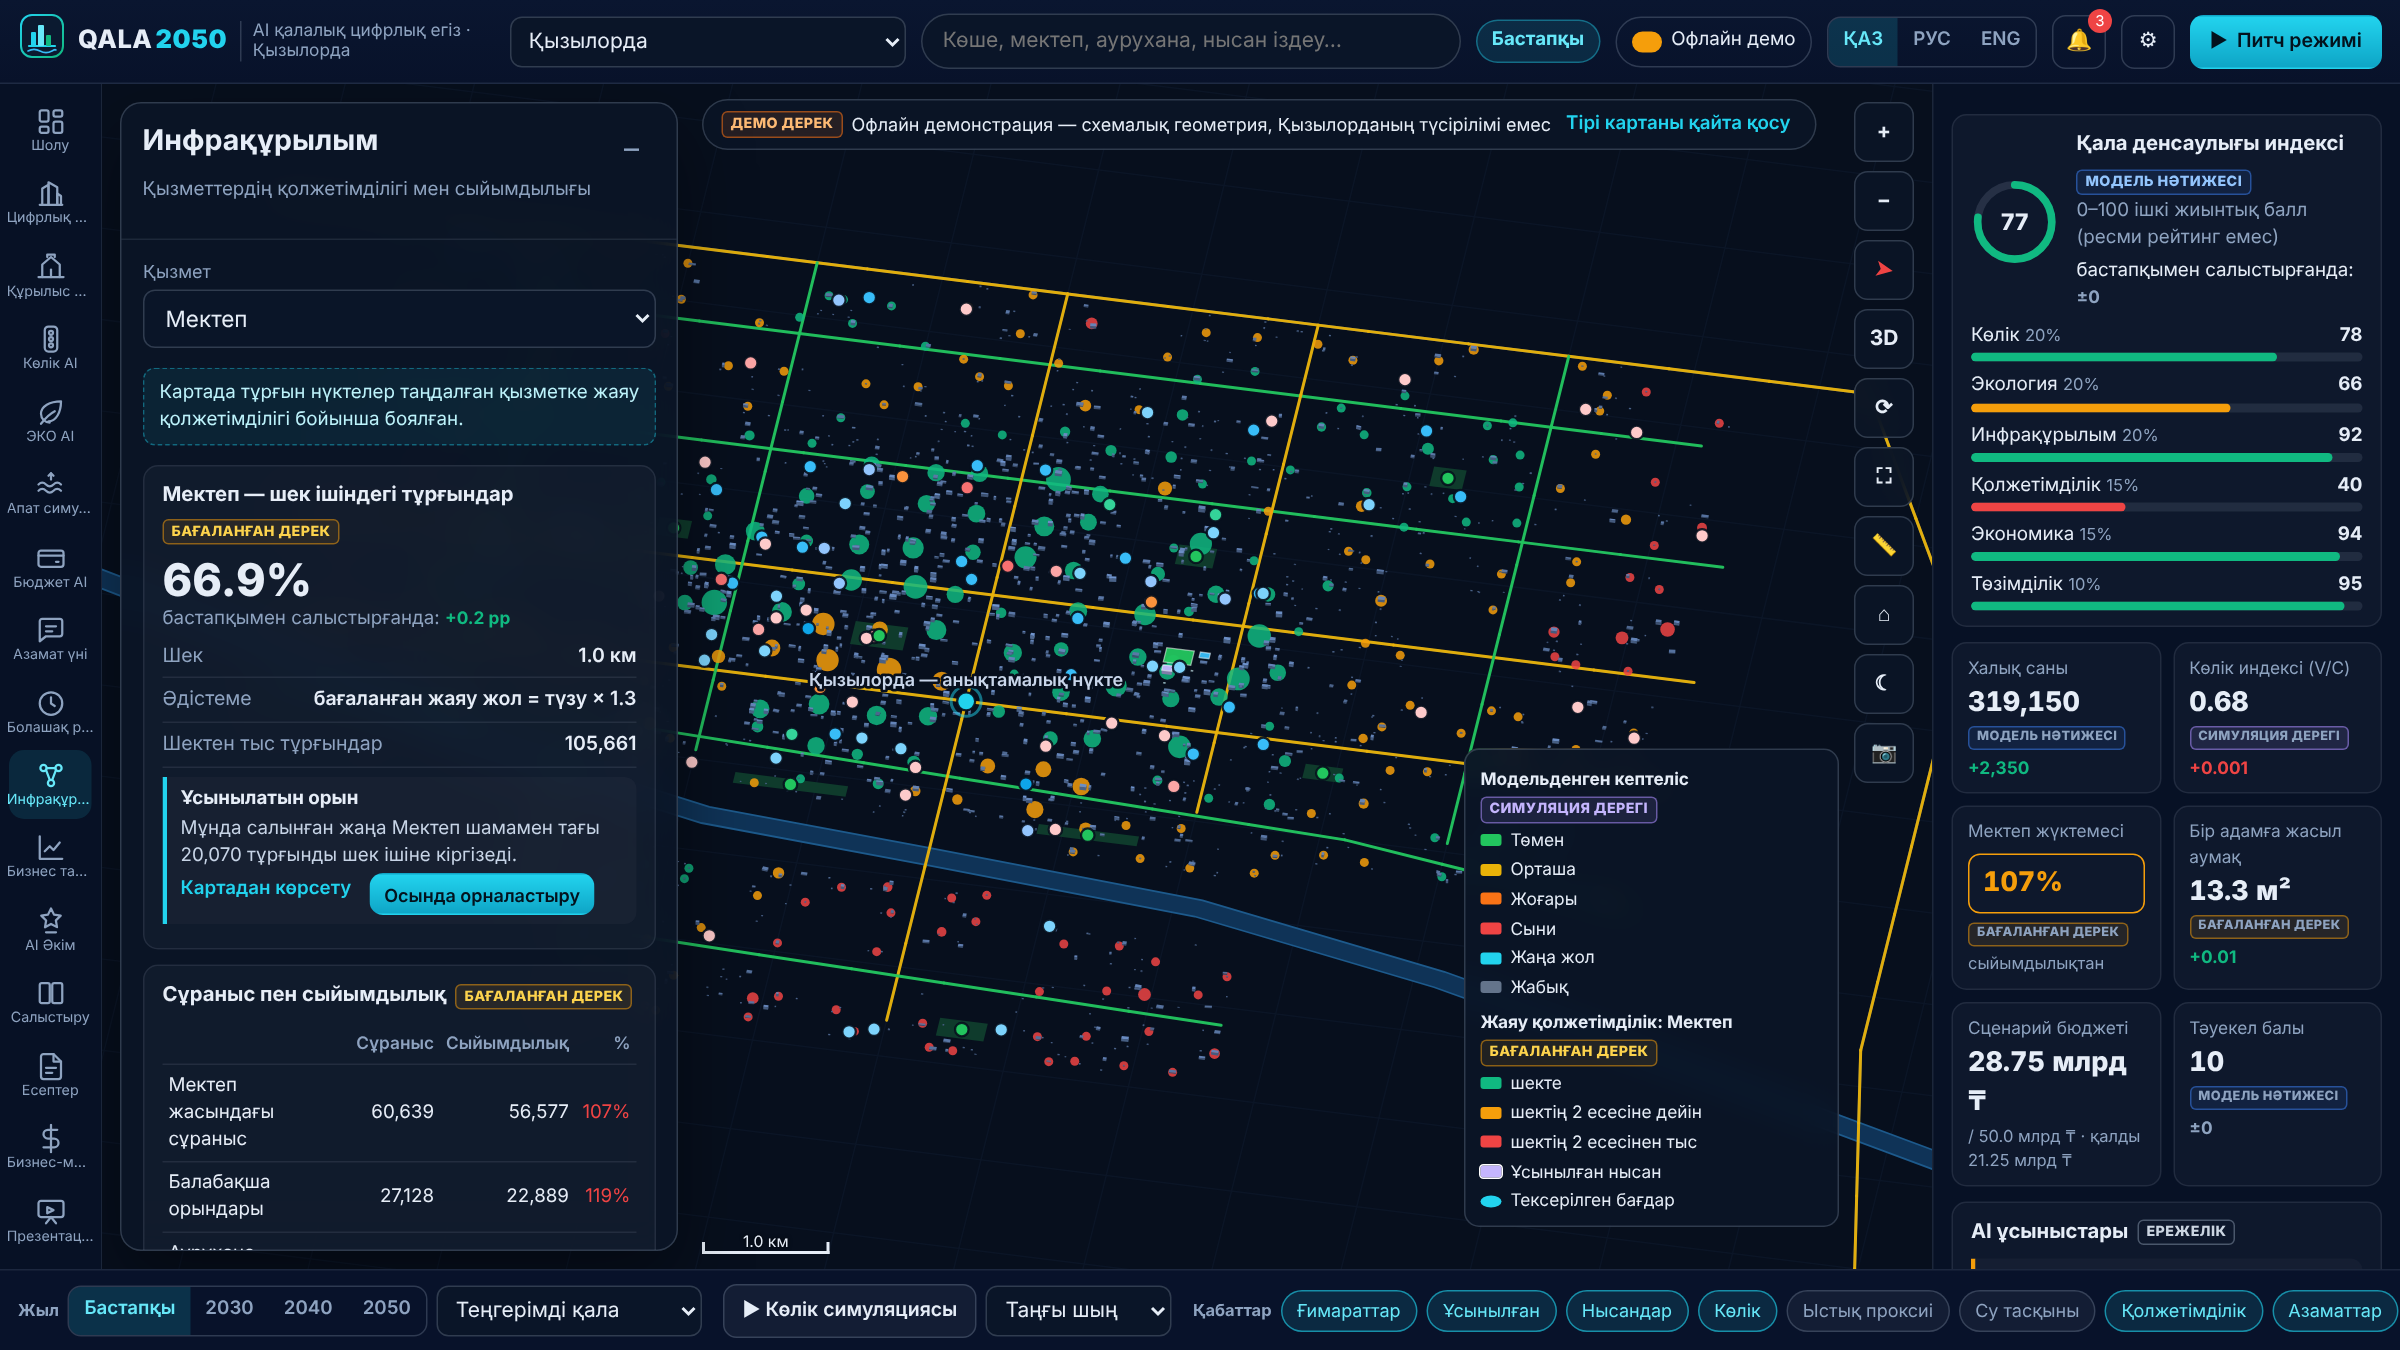 QALA 2050
AI қалалық цифрлық егіз ·
Қызылорда
Қызылорда
Көше, мектеп, аурухана, нысан іздеу...
Бастапқы
Офлайн демо
ҚАЗ РУС ENG
3
▶ Питч режимі
Шолу
Цифрлық ...
Құрылыс ...
Көлік AI
ЭКО AI
Апат симу...
Бюджет AI
Азамат үні
Болашақ р...
Инфрақұр...
Бизнес та...
AI Әкім
Салыстыру
Есептер
Бизнес-м...
Презентац...
Инфрақұрылым
–
Қызметтердің қолжетімділігі мен сыйымдылығы
Қызмет
Мектеп
Картада тұрғын нүктелер таңдалған қызметке жаяу
қолжетімділігі бойынша боялған.
Мектеп — шек ішіндегі тұрғындар
БАҒАЛАНҒАН ДЕРЕК
66.9%
бастапқымен салыстырғанда: +0.2 pp
Шек 1.0 км
Әдістеме бағаланған жаяу жол = түзу × 1.3
Шектен тыс тұрғындар 105,661
Ұсынылатын орын
Мұнда салынған жаңа Мектеп шамамен тағы
20,070 тұрғынды шек ішіне кіргізеді.
Картадан көрсету Осында орналастыру
Сұраныс пен сыйымдылық БАҒАЛАНҒАН ДЕРЕК
Сұраныс Сыйымдылық %
Мектеп
жасындағы
сұраныс
60,639 56,577 107%
Балабақша
орындары
27,128 22,889 119%
ДЕМО ДЕРЕК Офлайн демонстрация — схемалық геометрия, Қызылорданың түсірілімі емес Тірі картаны қайта қосу
+
−
3D
Қызылорда — анықтамалық нүкте
1.0 км
Модельденген кептеліс
СИМУЛЯЦИЯ ДЕРЕГІ
Төмен
Орташа
Жоғары
Сыни
Жаңа жол
Жабық
Жаяу қолжетімділік: Мектеп
БАҒАЛАНҒАН ДЕРЕК
шекте
шектің 2 есесіне дейін
шектің 2 есесінен тыс
Ұсынылған нысан
Тексерілген бағдар
Қала денсаулығы индексі
МОДЕЛЬ НӘТИЖЕСІ
77
0–100 ішкі жиынтық балл
(ресми рейтинг емес)
бастапқымен салыстырғанда:
±0
Көлік 20% 78
Экология 20% 66
Инфрақұрылым 20% 92
Қолжетімділік 15% 40
Экономика 15% 94
Төзімділік 10% 95
Халық саны
319,150
МОДЕЛЬ НӘТИЖЕСІ
+2,350
Көлік индексі (V/C)
0.68
СИМУЛЯЦИЯ ДЕРЕГІ
+0.001
Мектеп жүктемесі
107%
БАҒАЛАНҒАН ДЕРЕК
сыйымдылықтан
Бір адамға жасыл
аумақ
13.3 м²
БАҒАЛАНҒАН ДЕРЕК
+0.01
Сценарий бюджеті
28.75 млрд
₸
/ 50.0 млрд ₸ · қалды
21.25 млрд ₸
Тәуекел балы
10
МОДЕЛЬ НӘТИЖЕСІ
±0
AI ұсыныстары ЕРЕЖЕЛІК
Жыл Бастапқы 2030 2040 2050 Теңгерімді қала ▶ Көлік симуляциясы Таңғы шың Қабаттар Ғимараттар Ұсынылған Нысандар Көлік Ыстық проксиі Су тасқыны Қолжетімділік Азаматтар